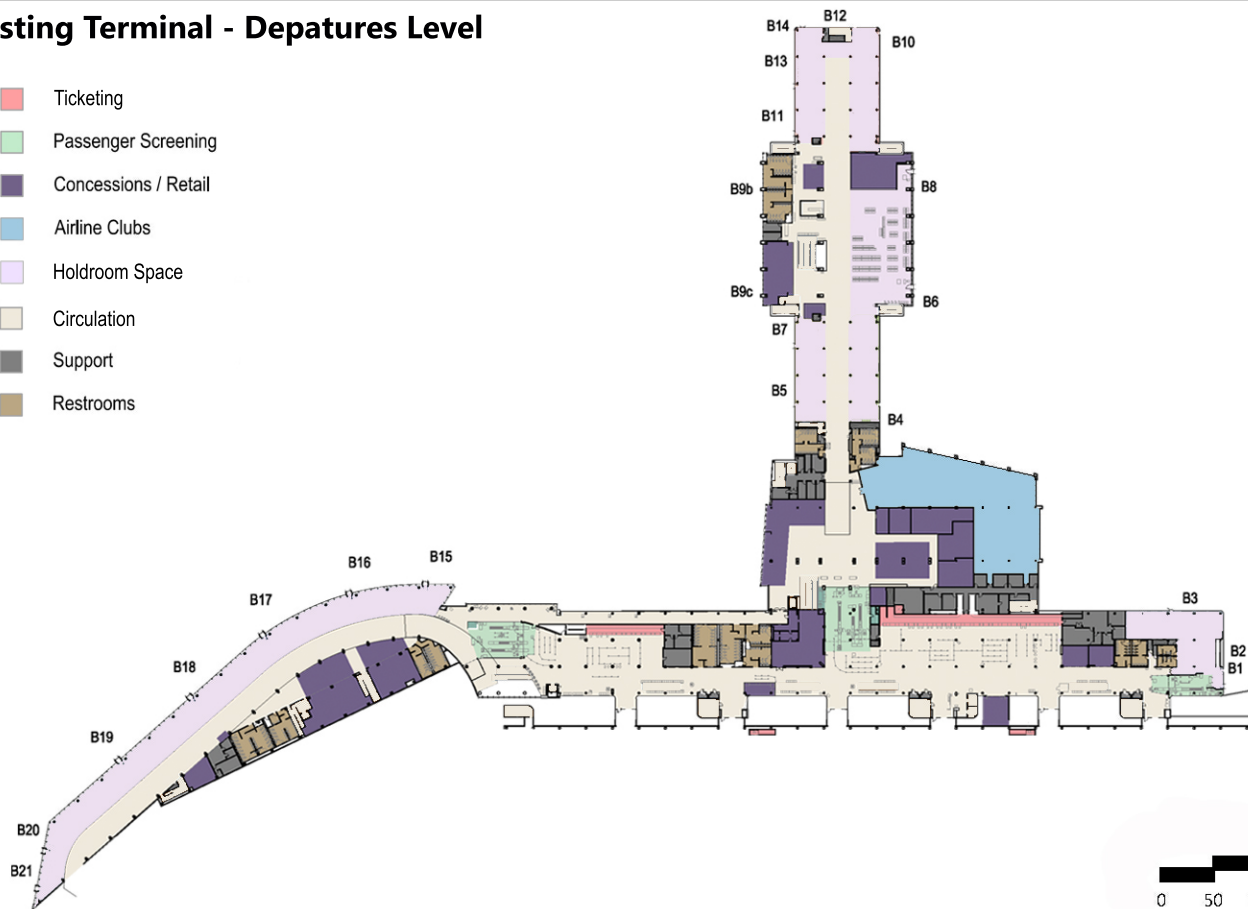 sting Terminal - Depatures Level
Ticketing
Passenger Screening
Concessions / Retail
Airline Clubs
Holdroom Space
Circulation
Support
Restrooms
B12
B14
B10
B13
B11
B9b
B8
B9c
B6
B7
B5
B4
B15
B16
B17
B18
B19
B20
B21
B3
B2
B1
0 50